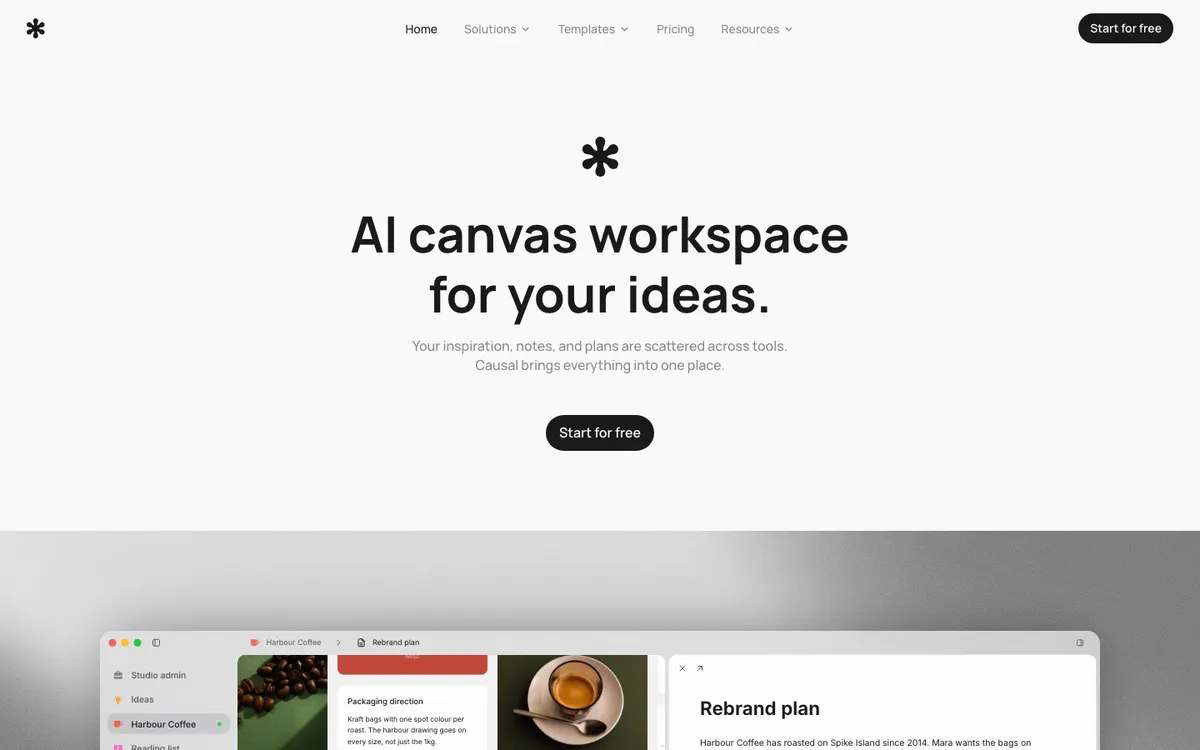 Home
Solutions
Templates
Pricing
Resources
Start for free
AI canvas workspace
for your ideas.
Your inspiration, notes, and plans are scattered across tools.
Causal brings everything into one place.
Start for free
Harbour Coffee
Rebrand plan
Studio admin
Ideas
Harbour Coffee
Reading list
Packaging direction
Kraft bags with one spot colour per
roast. The harbour drawing goes on
every size, not just the 1kg.
Rebrand plan
Harbour Coffee has roasted on Spike Island since 2014. Mara wants the bags on